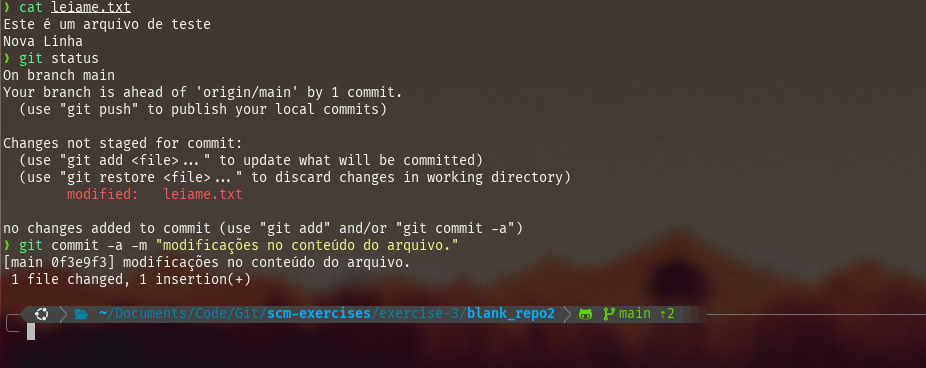 ❯ cat leiame.txt
Este é um arquivo de teste
Nova Linha
❯ git status
On branch main
Your branch is ahead of 'origin/main' by 1 commit.
  (use "git push" to publish your local commits)
Changes not staged for commit:
  (use "git add <file>..." to update what will be committed)
  (use "git restore <file>..." to discard changes in working directory)
        modified:   leiame.txt
no changes added to commit (use "git add" and/or "git commit -a")
❯ git commit -a -m "modificações no conteúdo do arquivo."
[main 0f3e9f3] modificações no conteúdo do arquivo.
 1 file changed, 1 insertion(+)
~/Documents/Code/Git/scm-exercises/exercise-3/blank_repo2 main ⇡2